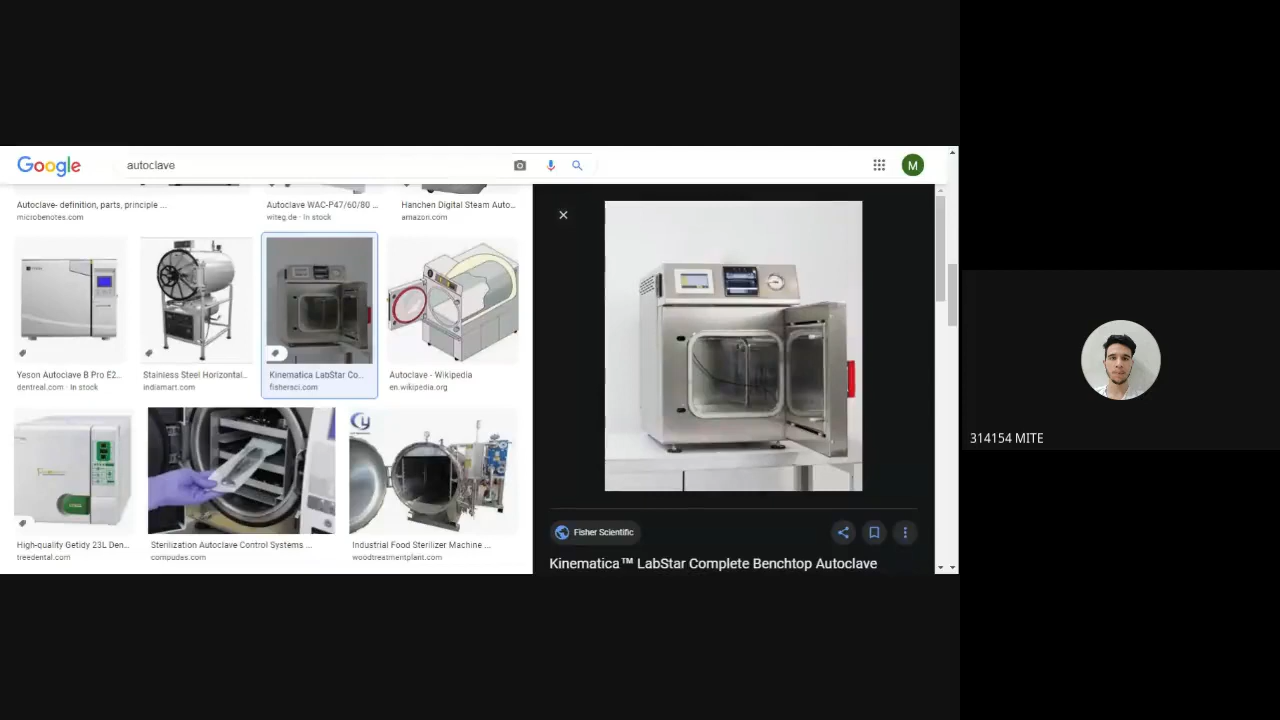 Google
autoclave
M
Autoclave- definition, parts, principle ...
microbenotes.com
Autoclave WAC-P47/60/80 ...
witeg.de · In stock
Hanchen Digital Steam Auto...
amazon.com
Yeson Autoclave B Pro E2...
dentreal.com · In stock
Stainless Steel Horizontal...
indiamart.com
Kinematica LabStar Co...
fishersci.com
Autoclave - Wikipedia
en.wikipedia.org
High-quality Getidy 23L Den...
treedental.com
Sterilization Autoclave Control Systems ...
compudas.com
Industrial Food Sterilizer Machine ...
woodtreatmentplant.com
Fisher Scientific
Kinematica™ LabStar Complete Benchtop Autoclave
314154 MITE